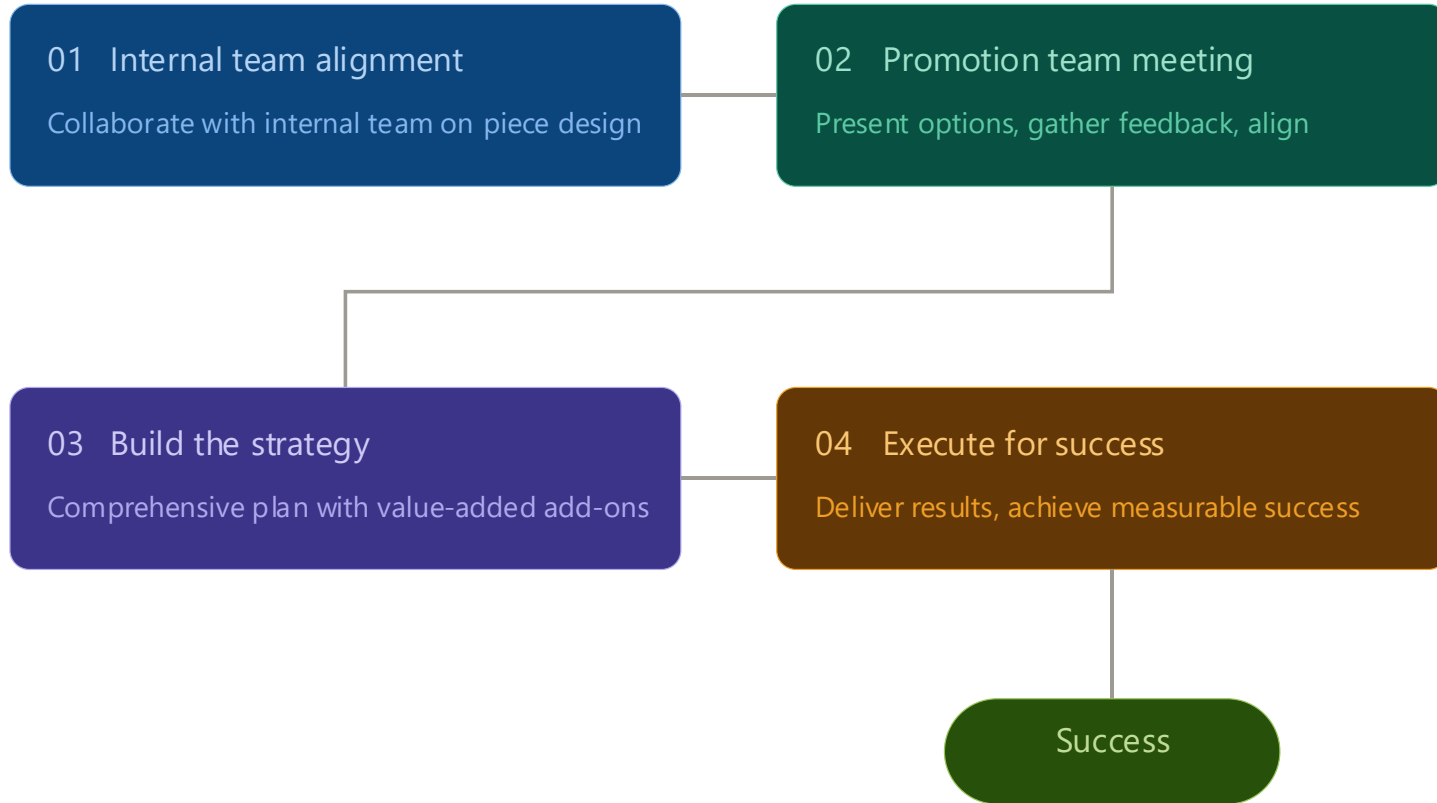 01 Internal team alignment
Collaborate with internal team on piece design
02 Promotion team meeting
Present options, gather feedback, align
03 Build the strategy
Comprehensive plan with value-added add-ons
04 Execute for success
Deliver results, achieve measurable success
Success